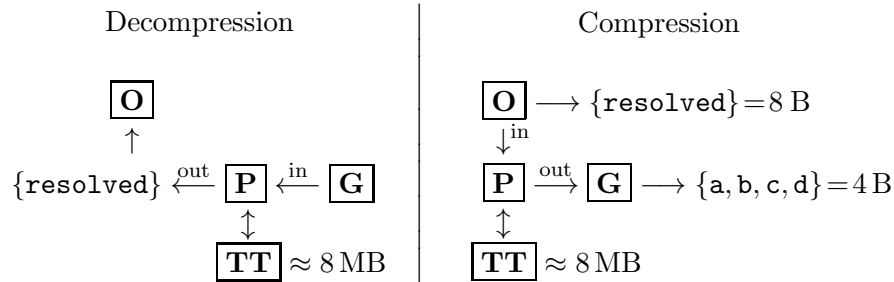 Decompression
O
{resolved} out P in G
TT ≈ 8 MB
Compression
O {resolved} = 8 B
in
P out G {a, b, c, d} = 4 B
TT ≈ 8 MB